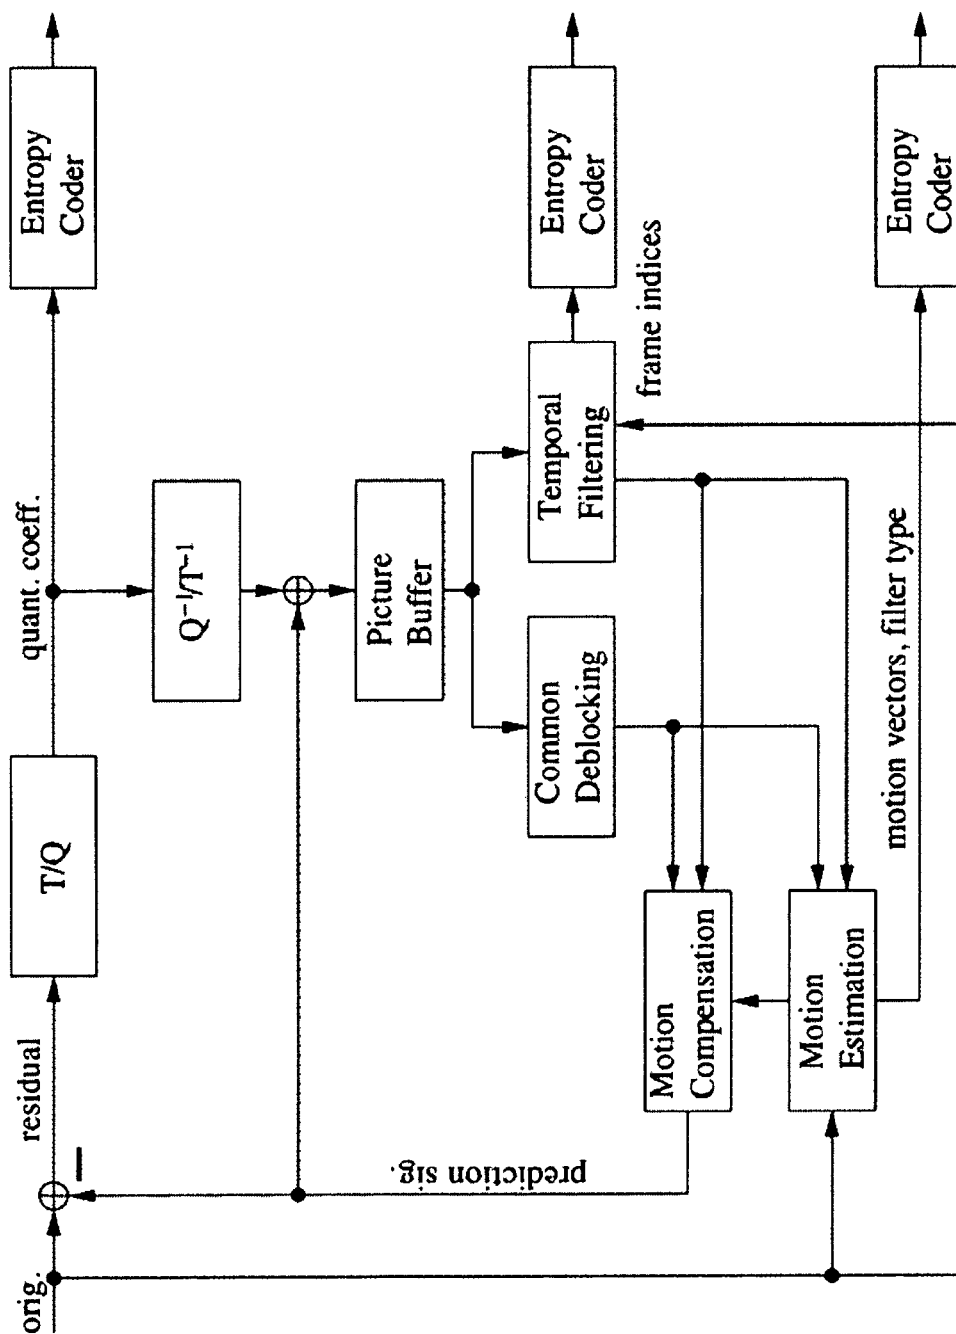 orig.
residual
T/Q
quant. coeff.
Entropy
Coder
Q⁻¹/T⁻¹
Picture
Buffer
prediction sig.
Common
Deblocking
Temporal
Filtering
Entropy
Coder
frame indices
Motion
Compensation
Motion
Estimation
motion vectors, filter type
Entropy
Coder